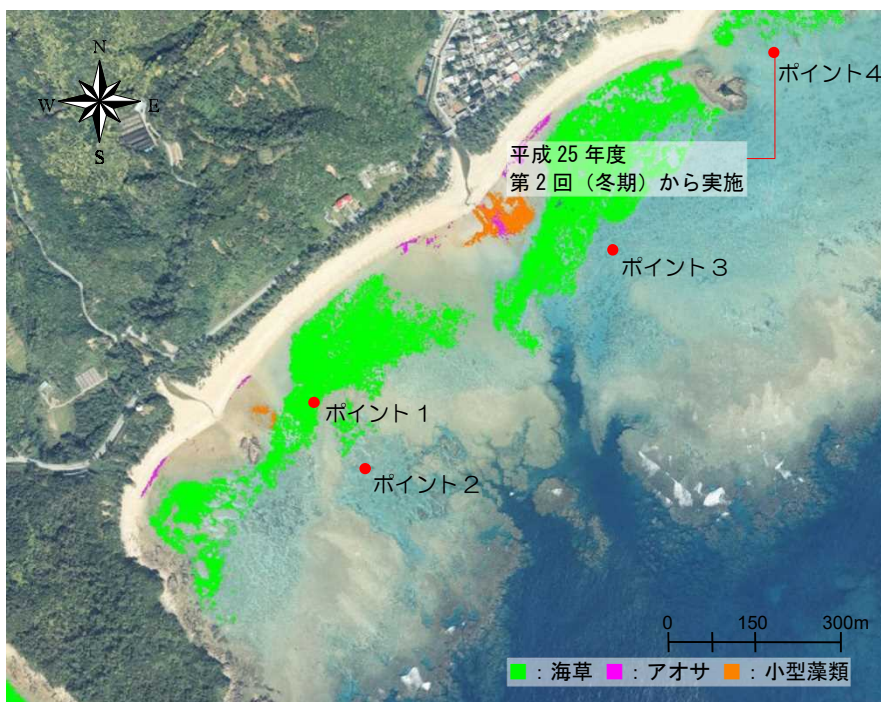 N
W E
S
ポイント4
平成25年度
第2回（冬期）から実施
ポイント3
ポイント1
ポイント2
0 150 300m
：海草 ：アオサ ：小型藻類